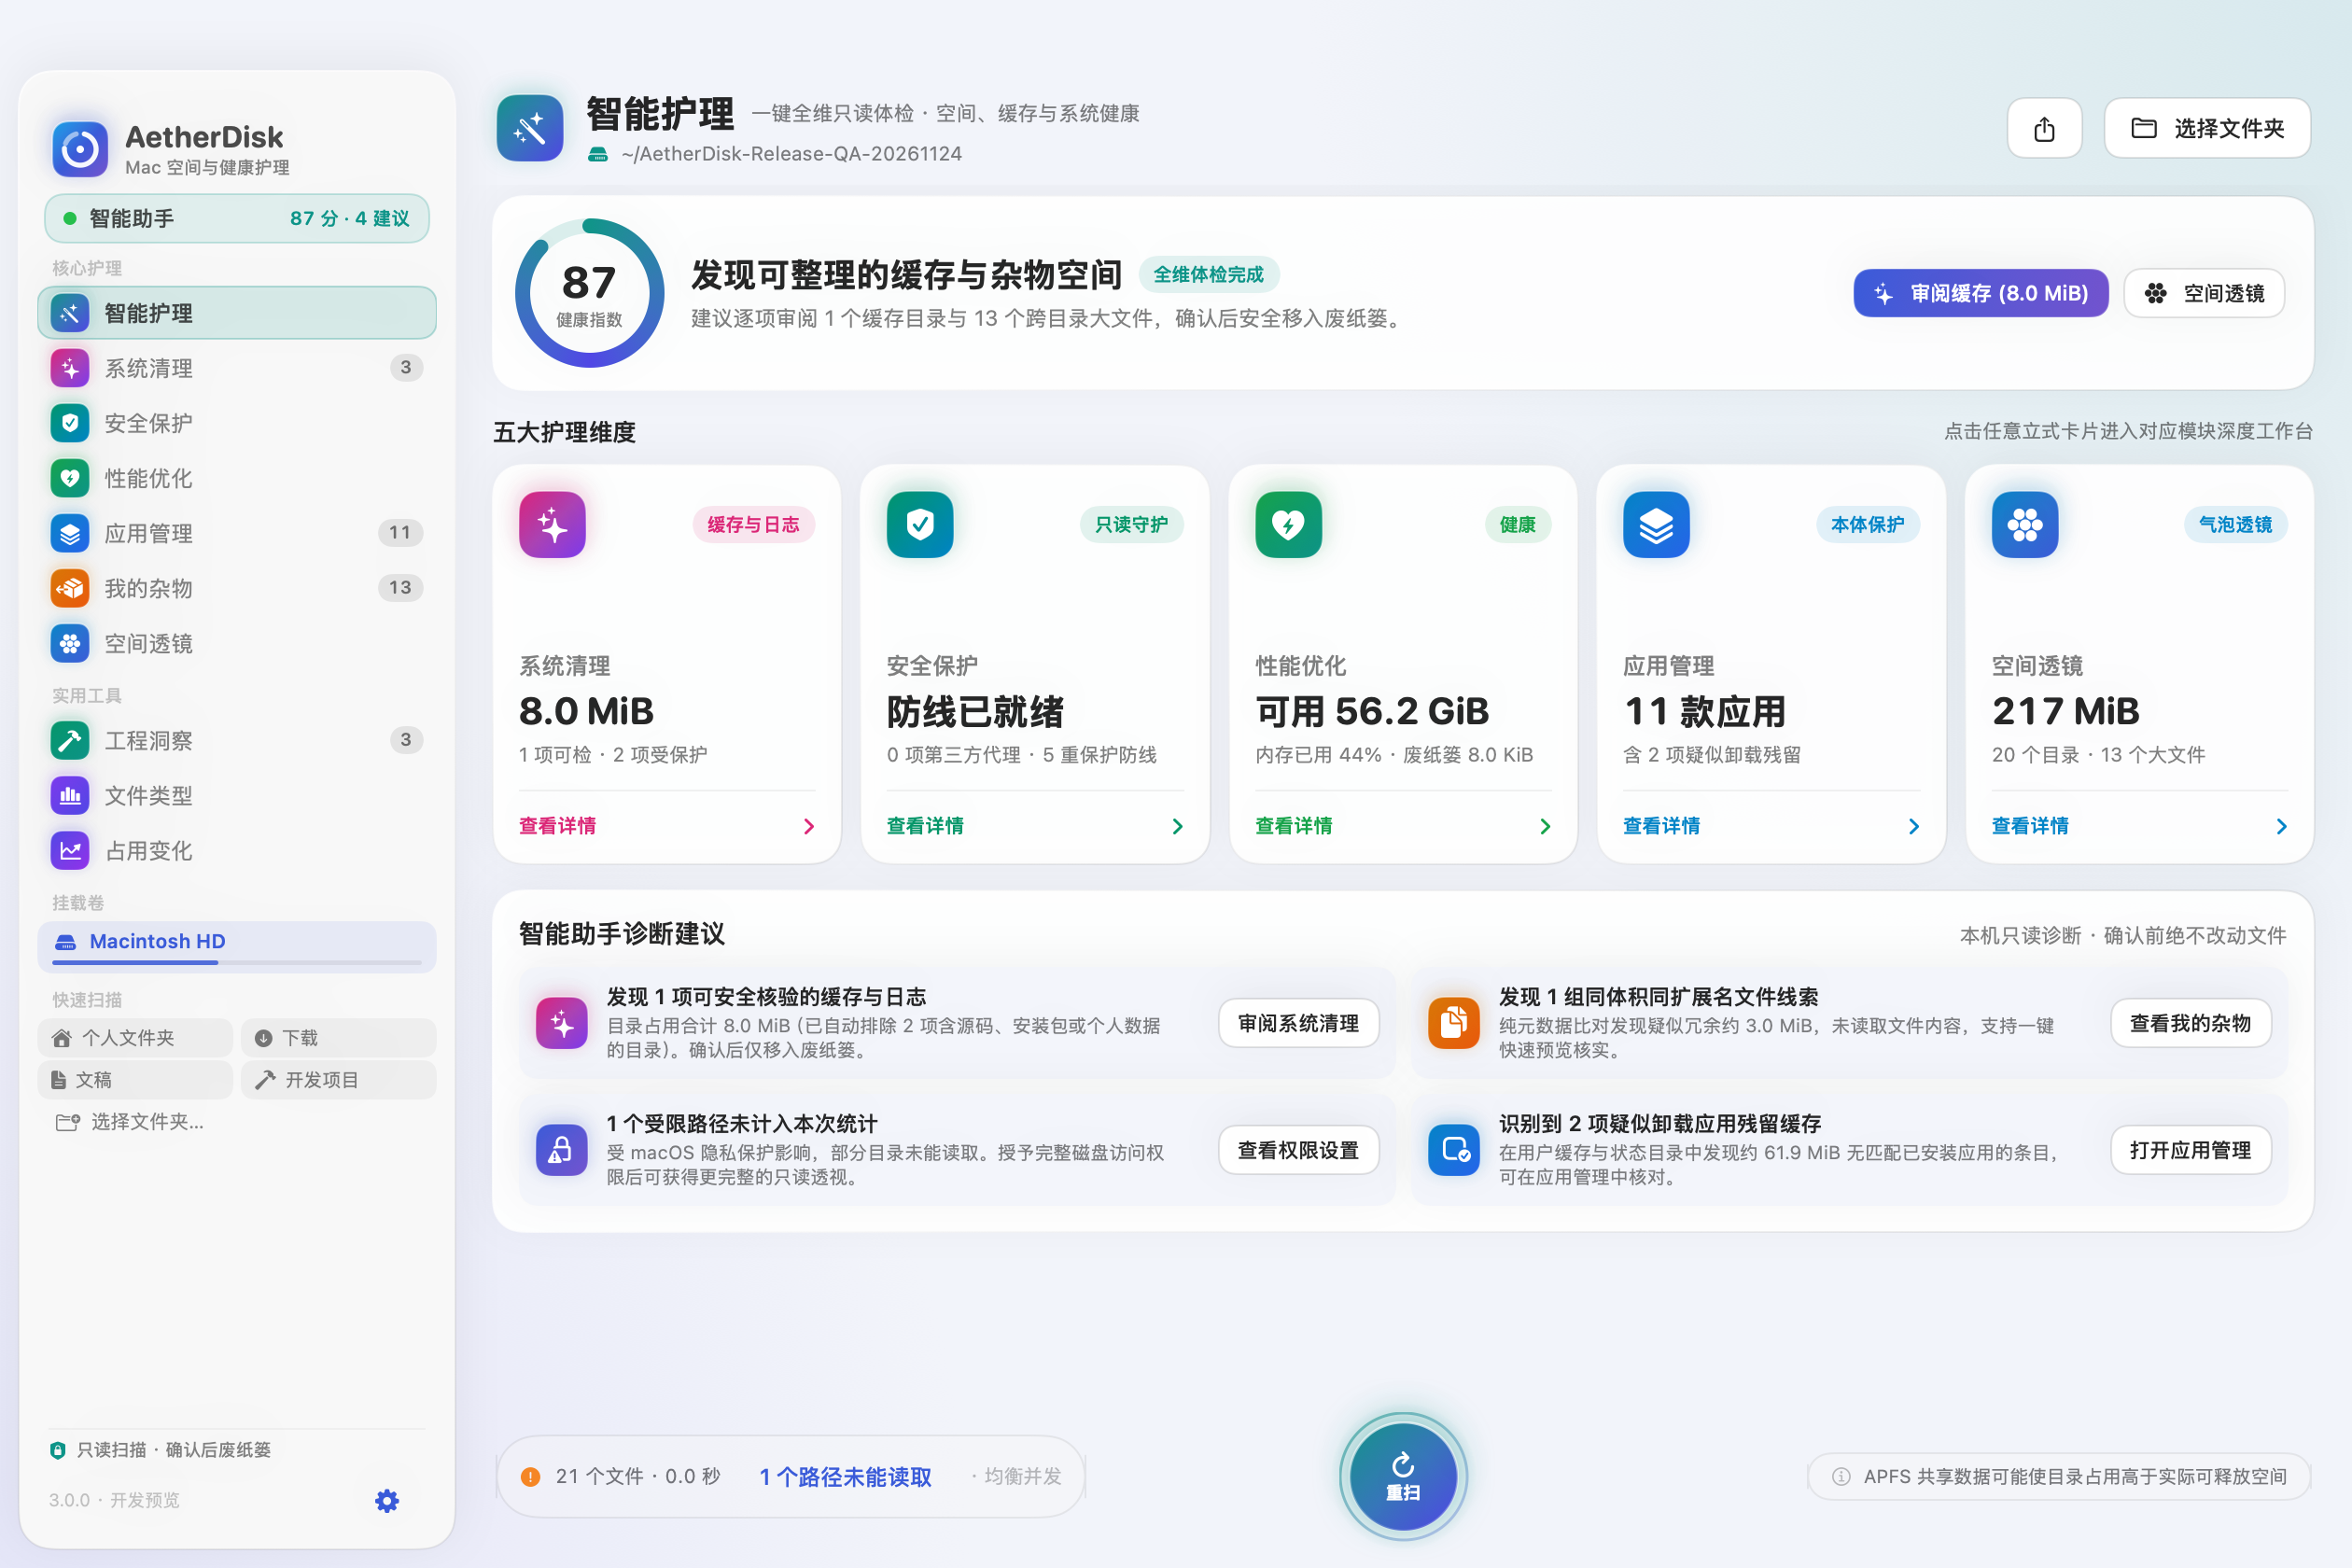 AetherDisk
Mac 空间与健康护理
智能助手 87 分 · 4 建议
核心护理
智能护理
系统清理 3
安全保护
性能优化
应用管理 11
我的杂物 13
空间透镜
实用工具
工程洞察 3
文件类型
占用变化
挂载卷
Macintosh HD
快速扫描
个人文件夹 下载
文稿 开发项目
选择文件夹...
只读扫描 · 确认后废纸篓
3.0.0 · 开发预览
智能护理 一键全维只读体检 · 空间、缓存与系统健康
~/AetherDisk-Release-QA-20261124
选择文件夹
87
健康指数
发现可整理的缓存与杂物空间 全维体检完成
建议逐项审阅 1 个缓存目录与 13 个跨目录大文件，确认后安全移入废纸篓。
审阅缓存 (8.0 MiB) 空间透镜
五大护理维度 点击任意立式卡片进入对应模块深度工作台
缓存与日志
系统清理
8.0 MiB
1 项可检 · 2 项受保护
查看详情
只读守护
安全保护
防线已就绪
0 项第三方代理 · 5 重保护防线
查看详情
健康
性能优化
可用 56.2 GiB
内存已用 44% · 废纸篓 8.0 KiB
查看详情
本体保护
应用管理
11 款应用
含 2 项疑似卸载残留
查看详情
气泡透镜
空间透镜
217 MiB
20 个目录 · 13 个大文件
查看详情
智能助手诊断建议 本机只读诊断 · 确认前绝不改动文件
发现 1 项可安全核验的缓存与日志
目录占用合计 8.0 MiB (已自动排除 2 项含源码、安装包或个人数据
的目录)。确认后仅移入废纸篓。
审阅系统清理
发现 1 组同体积同扩展名文件线索
纯元数据比对发现疑似冗余约 3.0 MiB，未读取文件内容，支持一键
快速预览核实。
查看我的杂物
1 个受限路径未计入本次统计
受 macOS 隐私保护影响，部分目录未能读取。授予完整磁盘访问权
限后可获得更完整的只读透视。
查看权限设置
识别到 2 项疑似卸载应用残留缓存
在用户缓存与状态目录中发现约 61.9 MiB 无匹配已安装应用的条目，
可在应用管理中核对。
打开应用管理
21 个文件 · 0.0 秒 1 个路径未能读取 · 均衡并发
重扫
APFS 共享数据可能使目录占用高于实际可释放空间